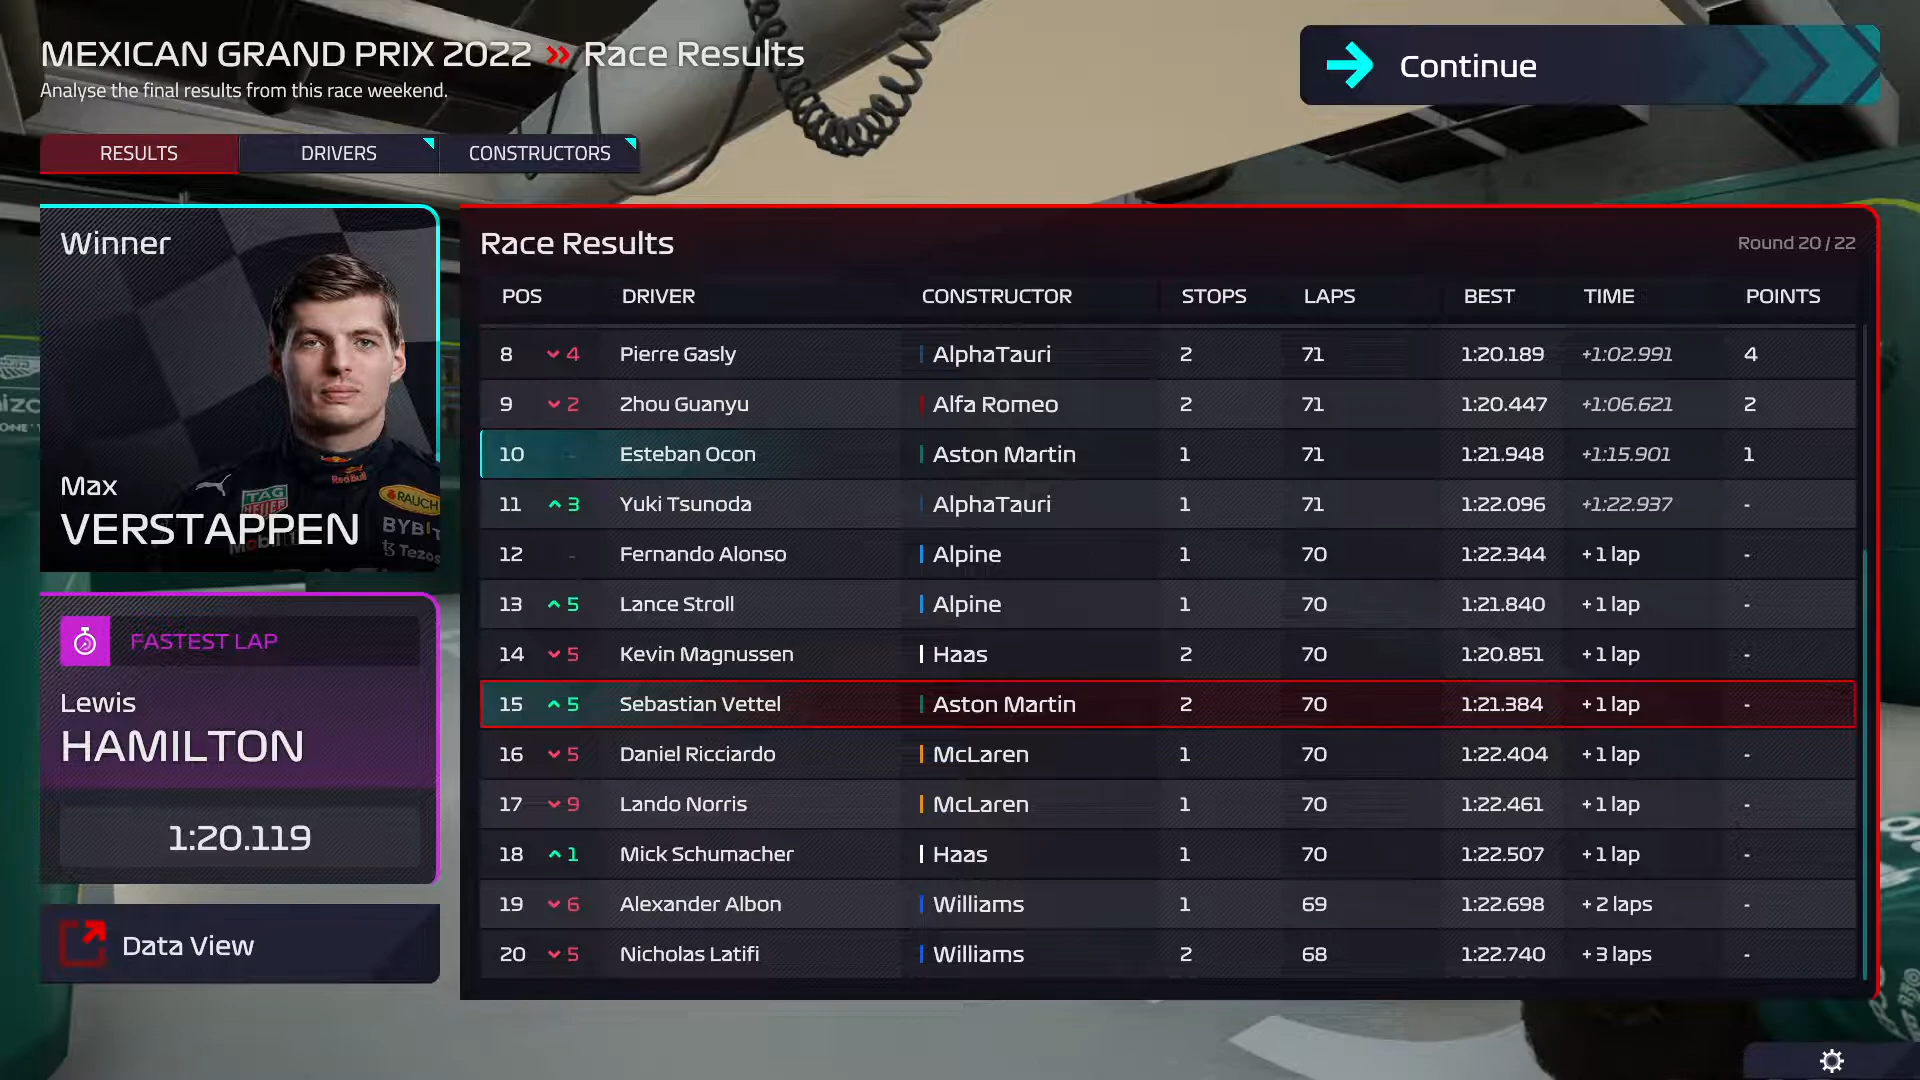 MEXICAN GRAND PRIX 2022 » Race Results
Analyse the final results from this race weekend.
Continue
RESULTS DRIVERS CONSTRUCTORS
Winner
Max
VERSTAPPEN
TAG
HEUER
Red Bull
RAUCH
BYBIT
Mobil
Tezos
FASTEST LAP
Lewis
HAMILTON
1:20.119
Data View
Race Results
Round 20 / 22
POS DRIVER CONSTRUCTOR STOPS LAPS BEST TIME POINTS
8 4 Pierre Gasly AlphaTauri 2 71 1:20.189 +1:02.991 4
9 2 Zhou Guanyu Alfa Romeo 2 71 1:20.447 +1:06.621 2
10 - Esteban Ocon Aston Martin 1 71 1:21.948 +1:15.901 1
11 3 Yuki Tsunoda AlphaTauri 1 71 1:22.096 +1:22.937 -
12 - Fernando Alonso Alpine 1 70 1:22.344 + 1 lap -
13 5 Lance Stroll Alpine 1 70 1:21.840 + 1 lap -
14 5 Kevin Magnussen Haas 2 70 1:20.851 + 1 lap -
15 5 Sebastian Vettel Aston Martin 2 70 1:21.384 + 1 lap -
16 5 Daniel Ricciardo McLaren 1 70 1:22.404 + 1 lap -
17 9 Lando Norris McLaren 1 70 1:22.461 + 1 lap -
18 1 Mick Schumacher Haas 1 70 1:22.507 + 1 lap -
19 6 Alexander Albon Williams 1 69 1:22.698 + 2 laps -
20 5 Nicholas Latifi Williams 2 68 1:22.740 + 3 laps -